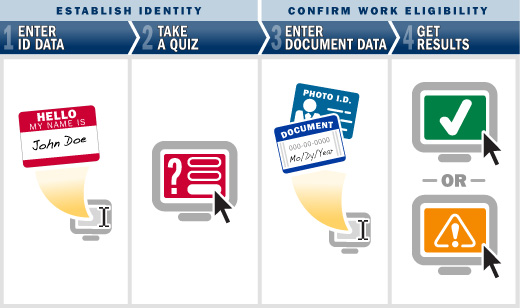 ESTABLISH IDENTITY
CONFIRM WORK ELIGIBILITY
1 ENTER
ID DATA
2 TAKE
A QUIZ
3 ENTER
DOCUMENT DATA
4 GET
RESULTS
HELLO
MY NAME IS
John Doe
?
PHOTO I.D.
DOCUMENT
000-00-0000
Mo/Dy/Year
OR
!